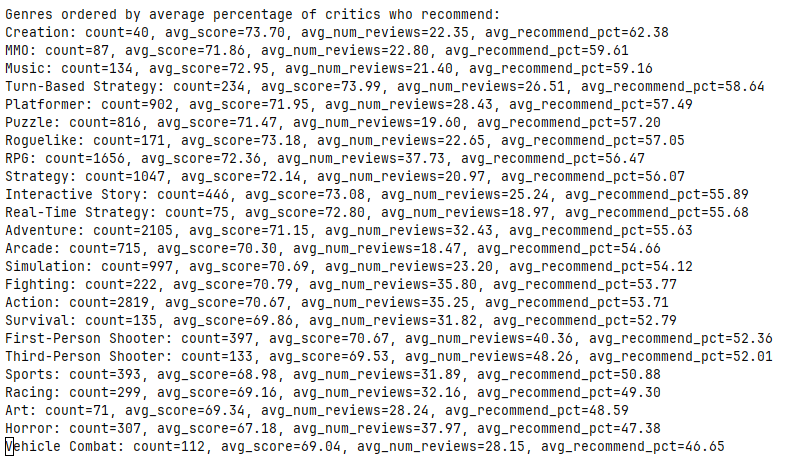 Genres ordered by average percentage of critics who recommend:
Creation: count=40, avg_score=73.70, avg_num_reviews=22.35, avg_recommend_pct=62.38
MMO: count=87, avg_score=71.86, avg_num_reviews=22.80, avg_recommend_pct=59.61
Music: count=134, avg_score=72.95, avg_num_reviews=21.40, avg_recommend_pct=59.16
Turn-Based Strategy: count=234, avg_score=73.99, avg_num_reviews=26.51, avg_recommend_pct=58.64
Platformer: count=902, avg_score=71.95, avg_num_reviews=28.43, avg_recommend_pct=57.49
Puzzle: count=816, avg_score=71.47, avg_num_reviews=19.60, avg_recommend_pct=57.20
Roguelike: count=171, avg_score=73.18, avg_num_reviews=22.65, avg_recommend_pct=57.05
RPG: count=1656, avg_score=72.36, avg_num_reviews=37.73, avg_recommend_pct=56.47
Strategy: count=1047, avg_score=72.14, avg_num_reviews=20.97, avg_recommend_pct=56.07
Interactive Story: count=446, avg_score=73.08, avg_num_reviews=25.24, avg_recommend_pct=55.89
Real-Time Strategy: count=75, avg_score=72.80, avg_num_reviews=18.97, avg_recommend_pct=55.68
Adventure: count=2105, avg_score=71.15, avg_num_reviews=32.43, avg_recommend_pct=55.63
Arcade: count=715, avg_score=70.30, avg_num_reviews=18.47, avg_recommend_pct=54.66
Simulation: count=997, avg_score=70.69, avg_num_reviews=23.20, avg_recommend_pct=54.12
Fighting: count=222, avg_score=70.79, avg_num_reviews=35.80, avg_recommend_pct=53.77
Action: count=2819, avg_score=70.67, avg_num_reviews=35.25, avg_recommend_pct=53.71
Survival: count=135, avg_score=69.86, avg_num_reviews=31.82, avg_recommend_pct=52.79
First-Person Shooter: count=397, avg_score=70.67, avg_num_reviews=40.36, avg_recommend_pct=52.36
Third-Person Shooter: count=133, avg_score=69.53, avg_num_reviews=48.26, avg_recommend_pct=52.01
Sports: count=393, avg_score=68.98, avg_num_reviews=31.89, avg_recommend_pct=50.88
Racing: count=299, avg_score=69.16, avg_num_reviews=32.16, avg_recommend_pct=49.30
Art: count=71, avg_score=69.34, avg_num_reviews=28.24, avg_recommend_pct=48.59
Horror: count=307, avg_score=67.18, avg_num_reviews=37.97, avg_recommend_pct=47.38
Vehicle Combat: count=112, avg_score=69.04, avg_num_reviews=28.15, avg_recommend_pct=46.65